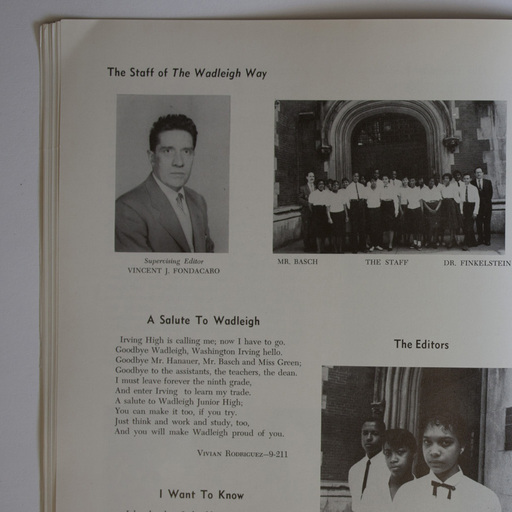 The Staff of The Wadleigh Way
Supervising Editor
VINCENT J. FONDACARO
MR. BASCH THE STAFF DR. FINKELSTEIN
A Salute To Wadleigh
Irving High is calling me; now I have to go.
Goodbye Wadleigh, Washington Irving hello.
Goodbye Mr. Hanauer, Mr. Basch and Miss Green;
Goodbye to the assistants, the teachers, the dean.
I must leave forever the ninth grade,
And enter Irving to learn my trade.
A salute to Wadleigh Junior High;
You can make it too, if you try.
Just think and work and study, too,
And you will make Wadleigh proud of you.
VIVIAN RODRIGUEZ—9-211
The Editors
I Want To Know